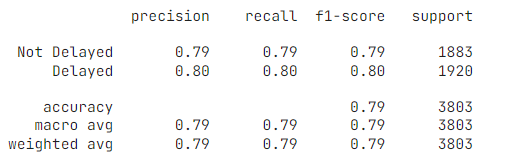 precision recall f1-score support
Not Delayed 0.79 0.79 0.79 1883
Delayed 0.80 0.80 0.80 1920
accuracy 0.79 3803
macro avg 0.79 0.79 0.79 3803
weighted avg 0.79 0.79 0.79 3803